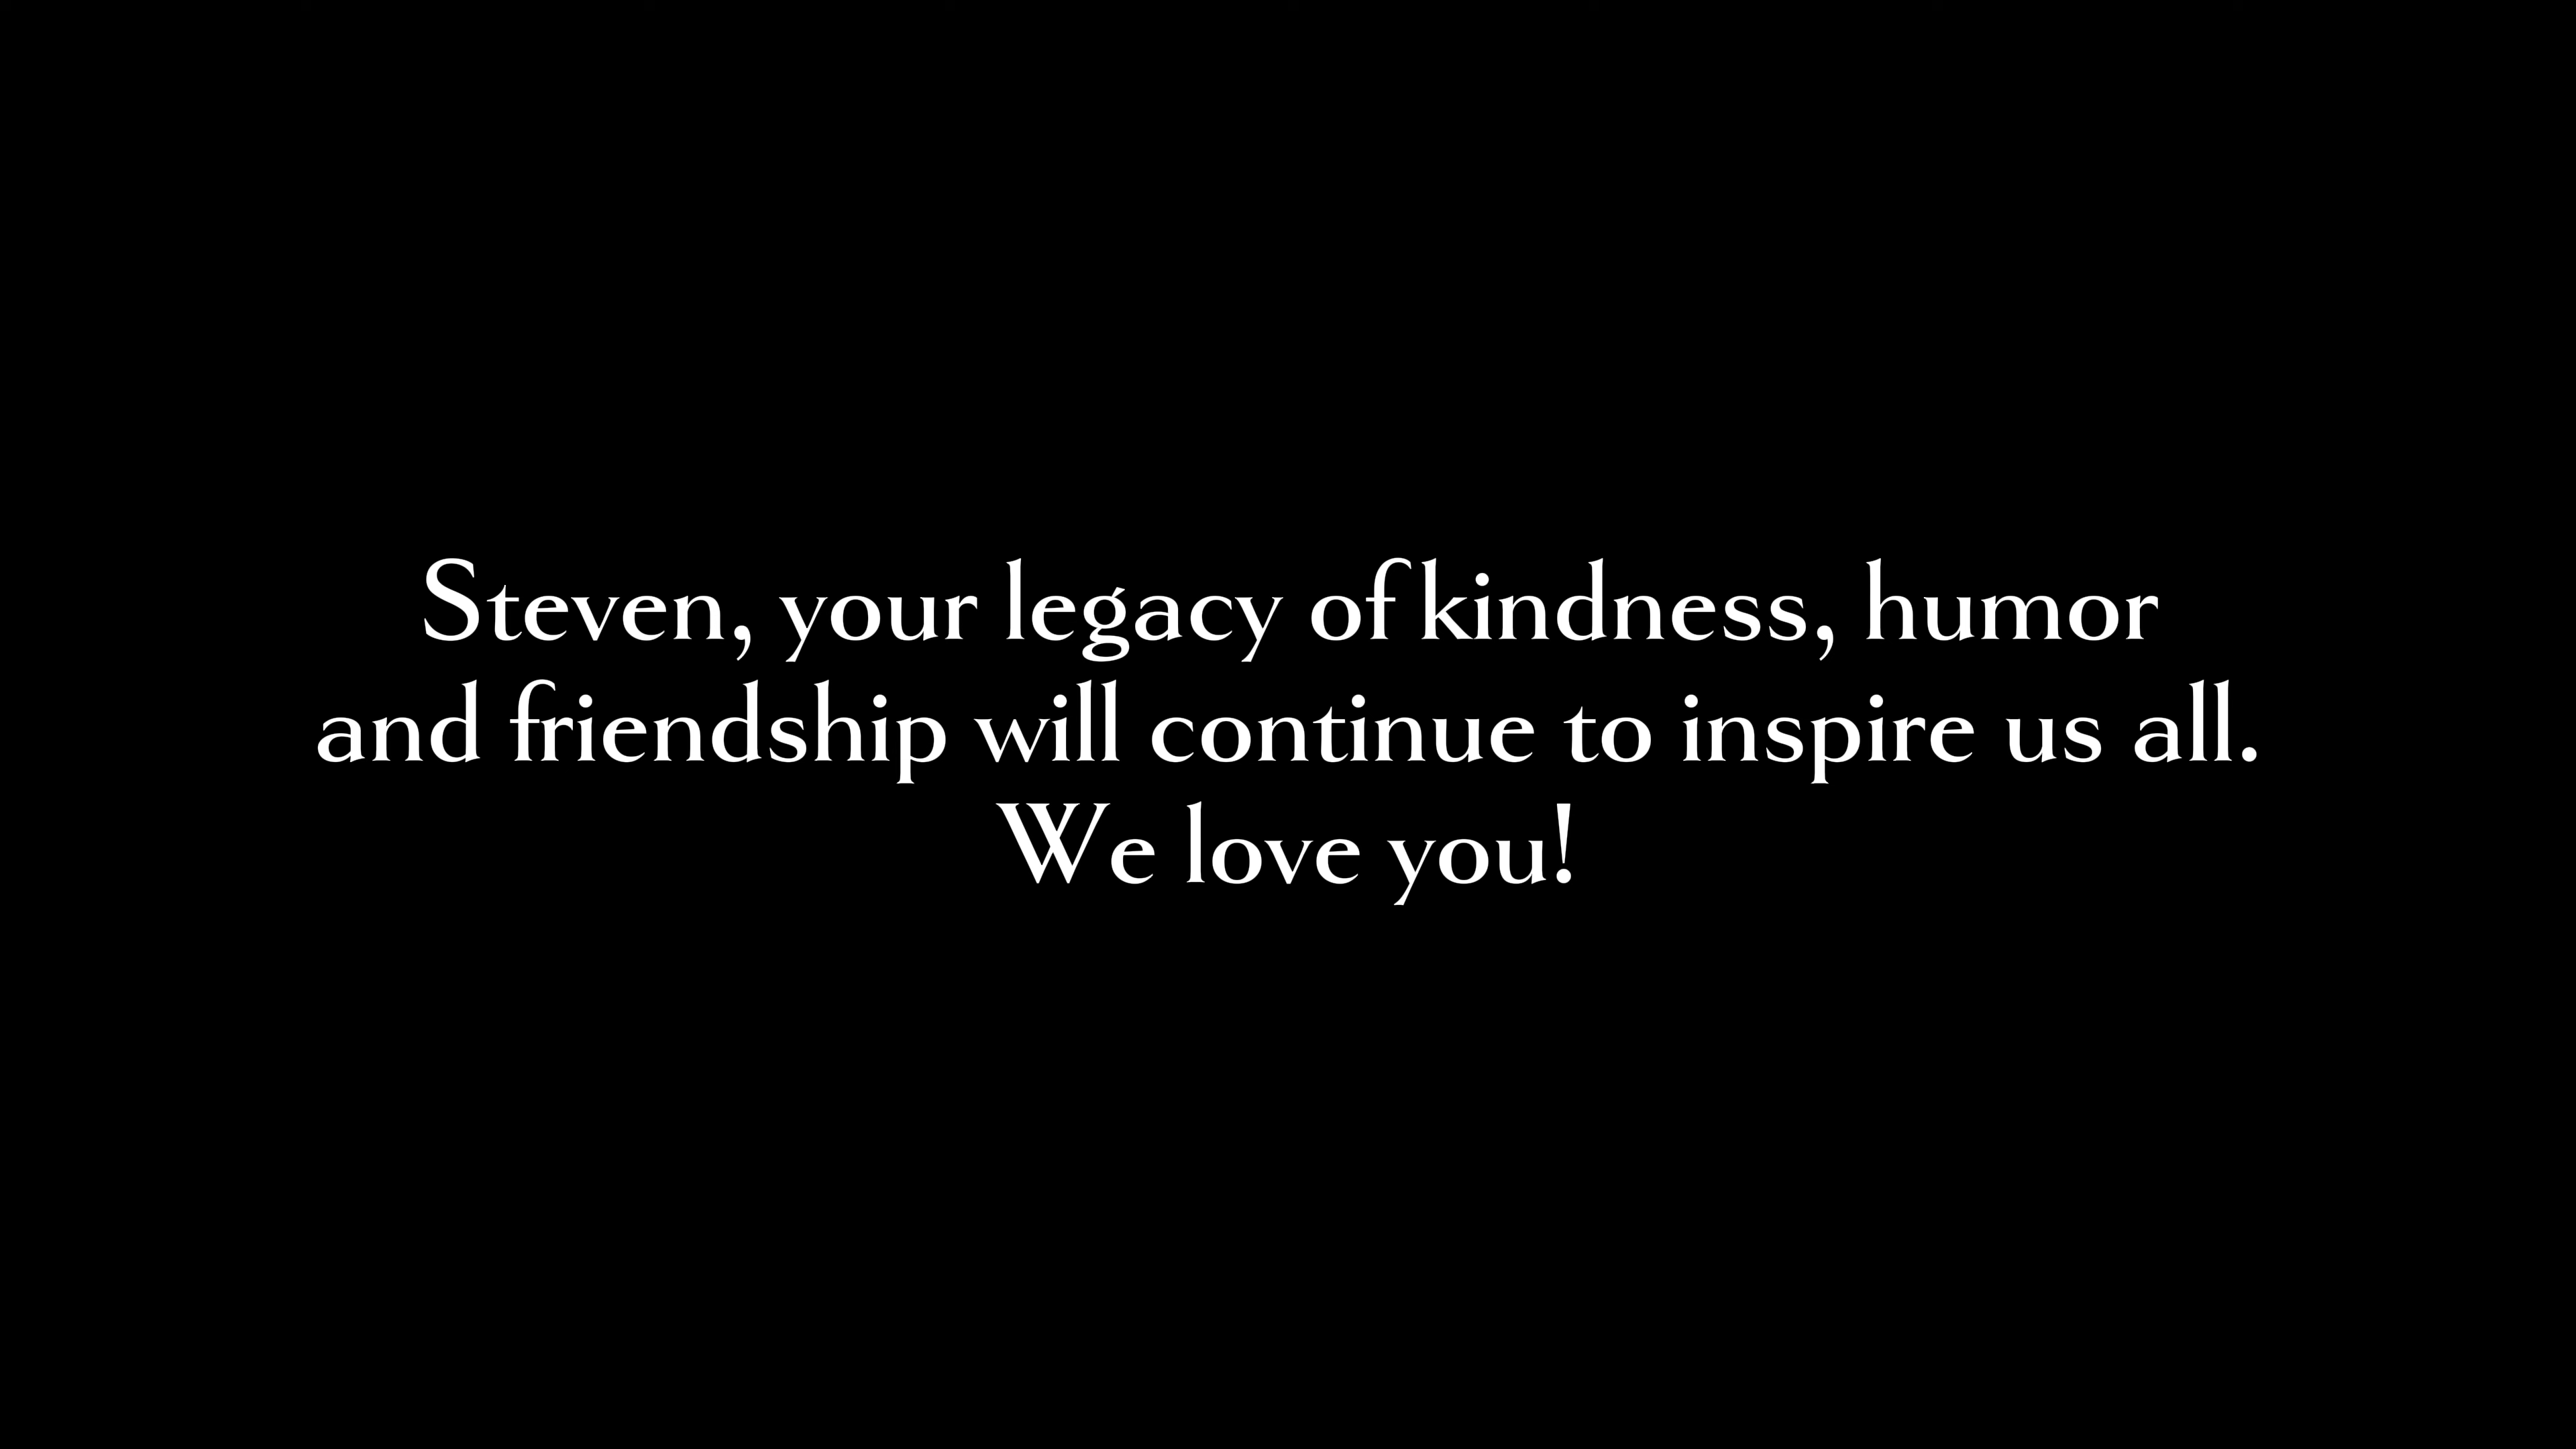 Steven, your legacy of kindness, humor
and friendship will continue to inspire us all.
We love you!